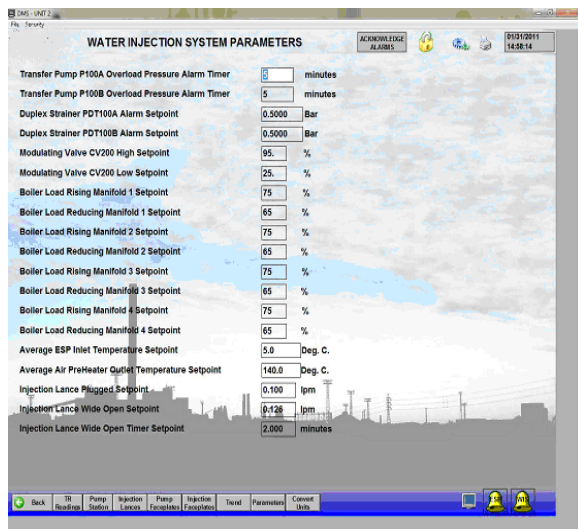 DMS - UNIT 2
File Security
WATER INJECTION SYSTEM PARAMETERS
ACKNOWLEDGE
ALARMS
01/31/2011
14:58:14
Transfer Pump P100A Overload Pressure Alarm Timer 5 minutes
Transfer Pump P100B Overload Pressure Alarm Timer 5 minutes
Duplex Strainer PDT100A Alarm Setpoint 0.5000 Bar
Duplex Strainer PDT100B Alarm Setpoint 0.5000 Bar
Modulating Valve CV200 High Setpoint 95. %
Modulating Valve CV200 Low Setpoint 25. %
Boiler Load Rising Manifold 1 Setpoint 75 %
Boiler Load Reducing Manifold 1 Setpoint 65 %
Boiler Load Rising Manifold 2 Setpoint 75 %
Boiler Load Reducing Manifold 2 Setpoint 65 %
Boiler Load Rising Manifold 3 Setpoint 75 %
Boiler Load Reducing Manifold 3 Setpoint 65 %
Boiler Load Rising Manifold 4 Setpoint 75 %
Boiler Load Reducing Manifold 4 Setpoint 65 %
Average ESP Inlet Temperature Setpoint 5.0 Deg. C.
Average Air PreHeater Outlet Temperature Setpoint 140.0 Deg. C.
Injection Lance Plugged Setpoint 0.100 lpm
Injection Lance Wide Open Setpoint 0.126 lpm
Injection Lance Wide Open Timer Setpoint 2.000 minutes
Back
TR
Readings
Pump
Station
Injection
Lances
Pump
Faceplates
Injection
Faceplates
Trend
Parameters
Convert
Units
ESP
WIS